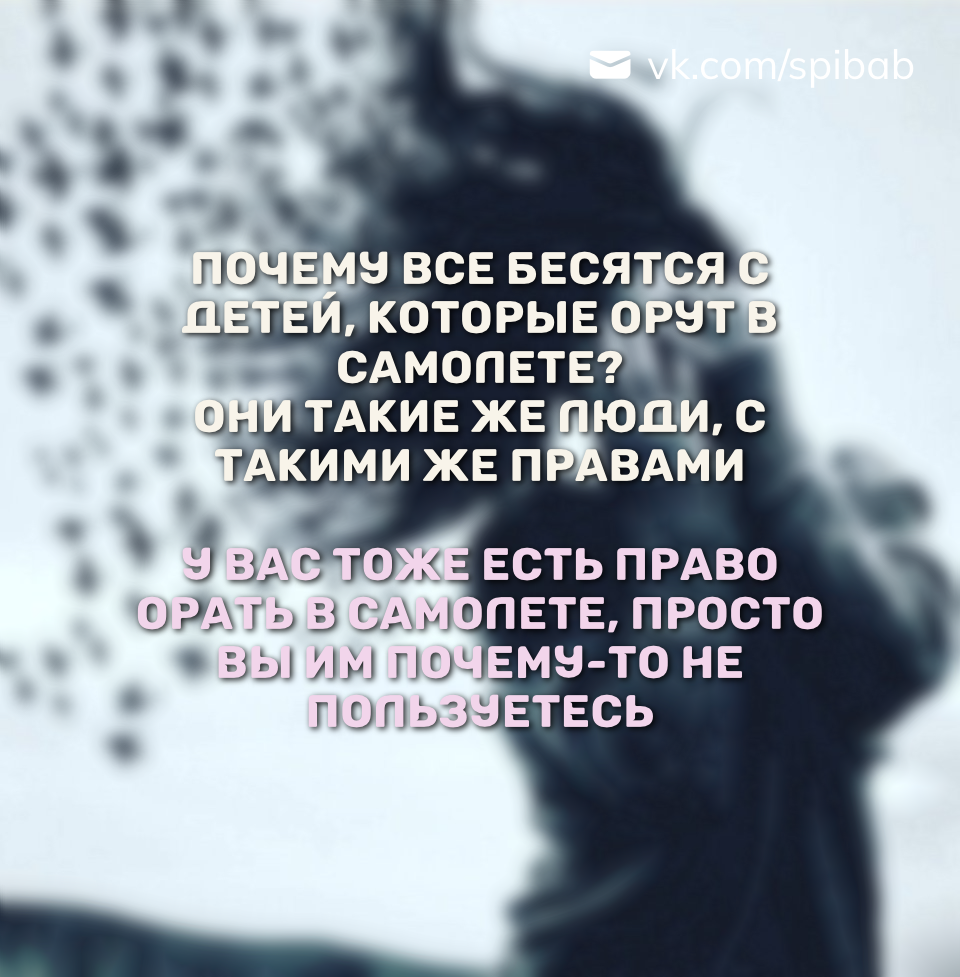 vk.com/spibab
ПОЧЕМУ ВСЕ БЕСЯТСЯ С
ДЕТЕЙ, КОТОРЫЕ ОРУТ В
САМОЛЕТЕ?
ОНИ ТАКИЕ ЖЕ ЛЮДИ, С
ТАКИМИ ЖЕ ПРАВАМИ
У ВАС ТОЖЕ ЕСТЬ ПРАВО
ОРАТЬ В САМОЛЕТЕ, ПРОСТО
ВЫ ИМ ПОЧЕМУ-ТО НЕ
ПОЛЬЗУЕТЕСЬ